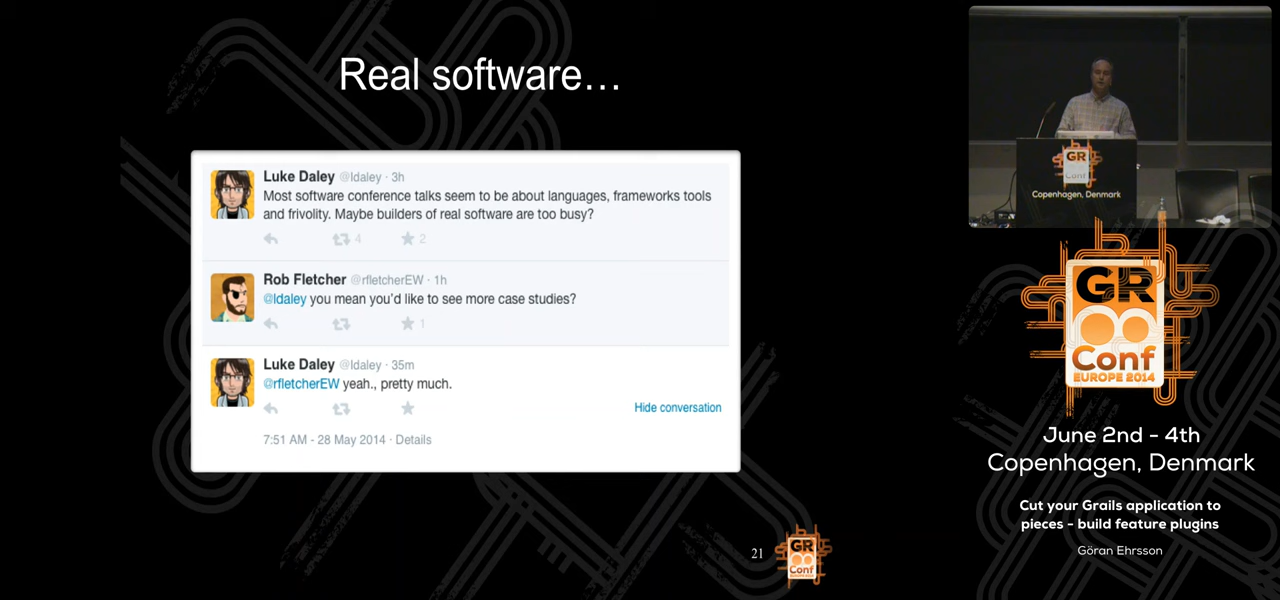 Real software…
Luke Daley @ldaley · 3h
Most software conference talks seem to be about languages, frameworks tools
and frivolity. Maybe builders of real software are too busy?
4
2
Rob Fletcher @rfletcherEW · 1h
@ldaley you mean you'd like to see more case studies?
1
Luke Daley @ldaley · 35m
@rfletcherEW yeah., pretty much.
Hide conversation
7:51 AM - 28 May 2014 · Details
21
GR
Conf
EUROPE 2014
GR
Conf
Copenhagen, Denmark
GR
Conf
EUROPE 2014
June 2nd - 4th
Copenhagen, Denmark
Cut your Grails application to
pieces - build feature plugins
Göran Ehrsson